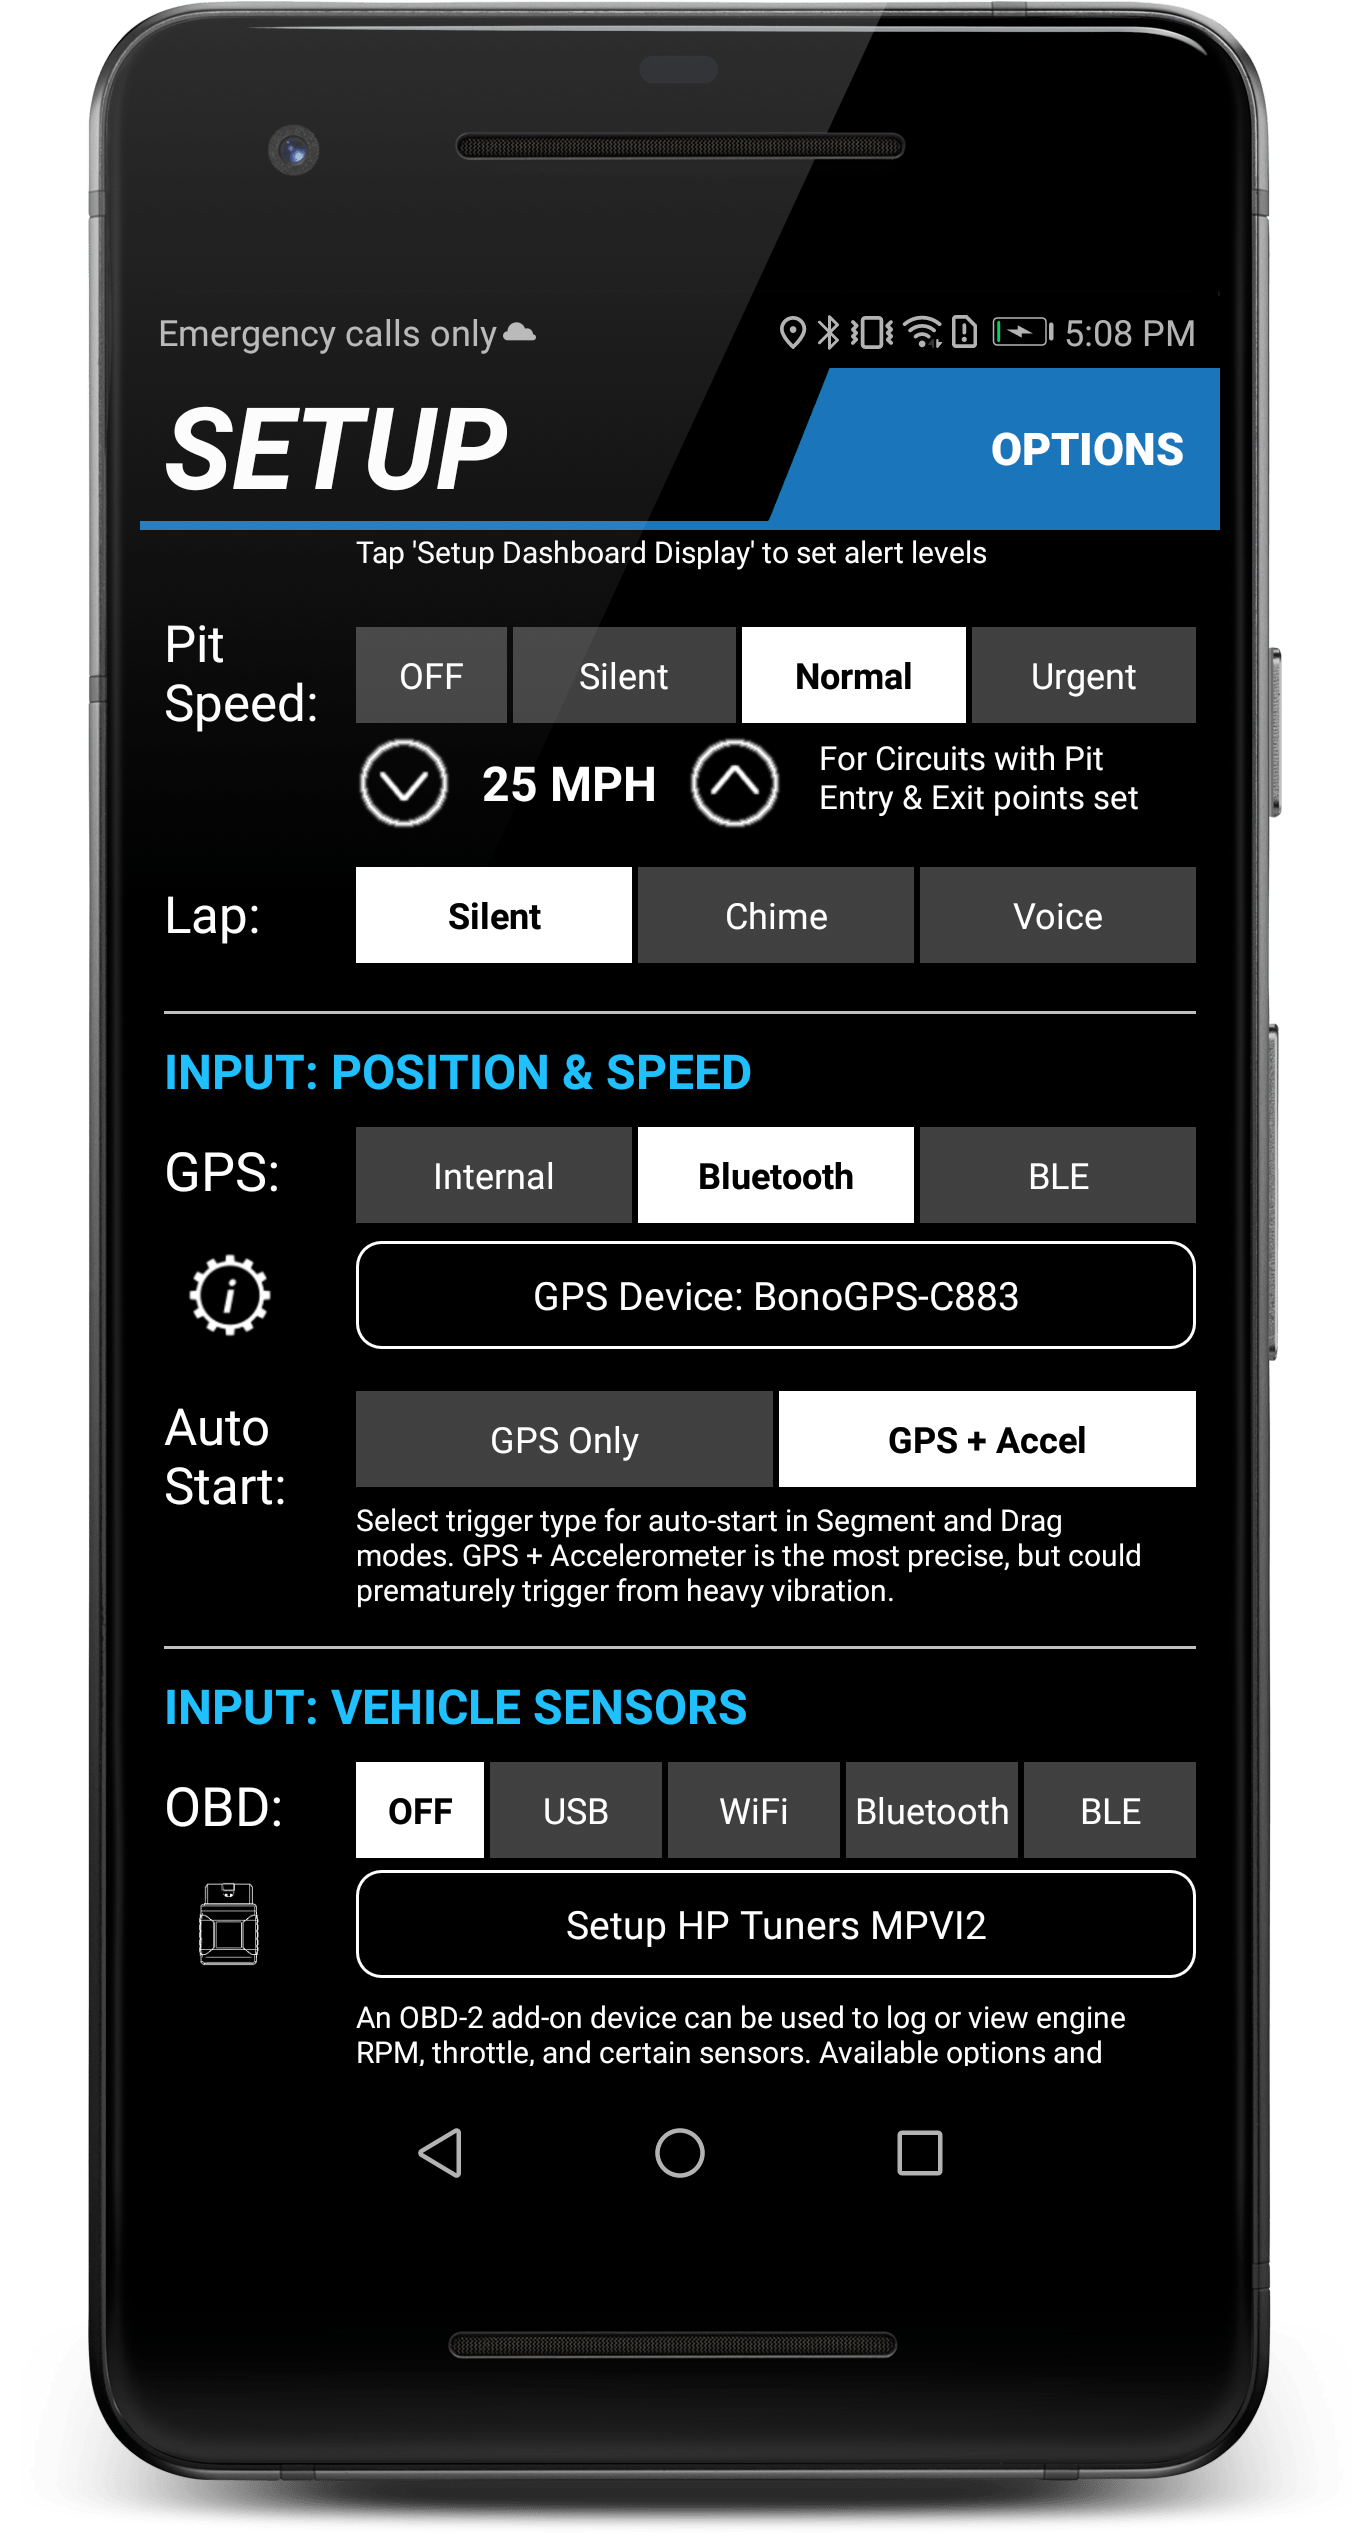 Emergency calls only 5:08 PM
SETUP OPTIONS
Tap 'Setup Dashboard Display' to set alert levels
Pit
Speed:
OFF Silent Normal Urgent
25 MPH
For Circuits with Pit
Entry & Exit points set
Lap: Silent Chime Voice
INPUT: POSITION & SPEED
GPS: Internal Bluetooth BLE
i GPS Device: BonoGPS-C883
Auto
Start:
GPS Only GPS + Accel
Select trigger type for auto-start in Segment and Drag
modes. GPS + Accelerometer is the most precise, but could
prematurely trigger from heavy vibration.
INPUT: VEHICLE SENSORS
OBD: OFF USB WiFi Bluetooth BLE
Setup HP Tuners MPVI2
An OBD-2 add-on device can be used to log or view engine
RPM, throttle, and certain sensors. Available options and